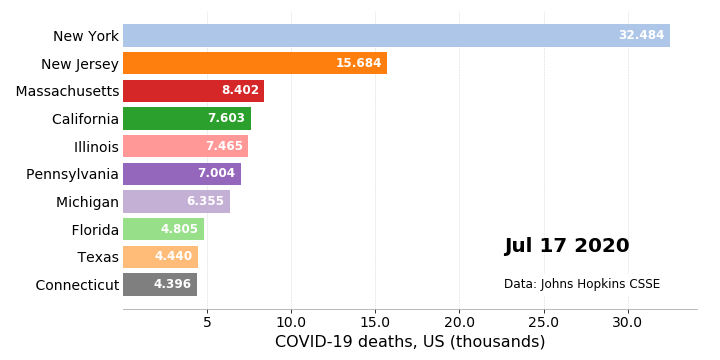 New York 32.484
New Jersey 15.684
Massachusetts 8.402
California 7.603
Illinois 7.465
Pennsylvania 7.004
Michigan 6.355
Florida 4.805
Texas 4.440
Connecticut 4.396
Jul 17 2020
Data: Johns Hopkins CSSE
5 10.0 15.0 20.0 25.0 30.0
COVID-19 deaths, US (thousands)